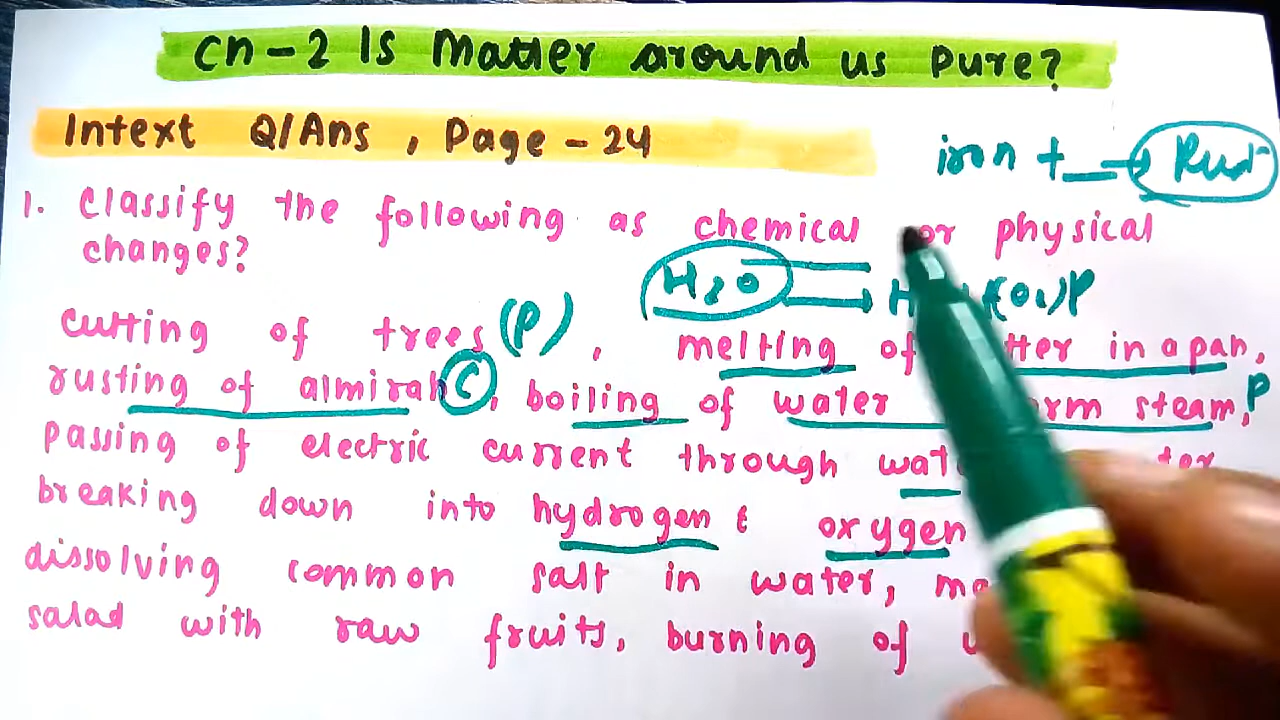 Ch-2 Is Matter around us Pure?
Intext Q/Ans, Page-24
iron + __ → Rust
1. Classify the following as chemical or physical
changes?
H2O
cutting of trees (P), melting of in a pan,
rusting of almirah (C), boiling of water steam, P
passing of electric current through
breaking down into hydrogen & oxygen
dissolving common salt in water,
salad with raw fruits, burning of